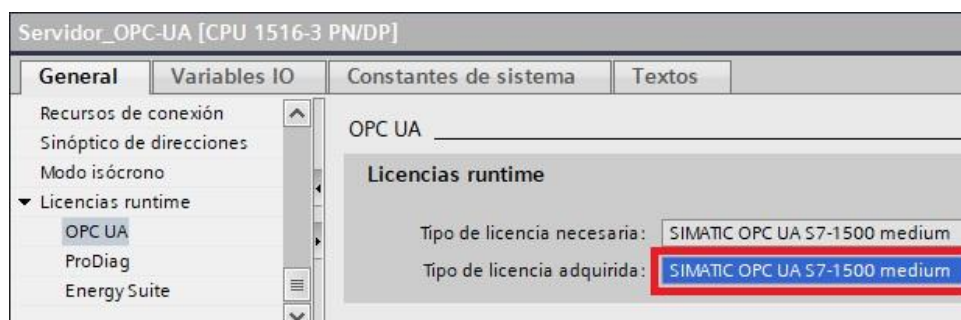 Servidor_OPC-UA [CPU 1516-3 PN/DP]
General Variables IO Constantes de sistema Textos
Recursos de conexión
Sinóptico de direcciones
Modo isócrono
Licencias runtime
OPC UA
ProDiag
Energy Suite
OPC UA
Licencias runtime
Tipo de licencia necesaria: SIMATIC OPC UA S7-1500 medium
Tipo de licencia adquirida: SIMATIC OPC UA S7-1500 medium